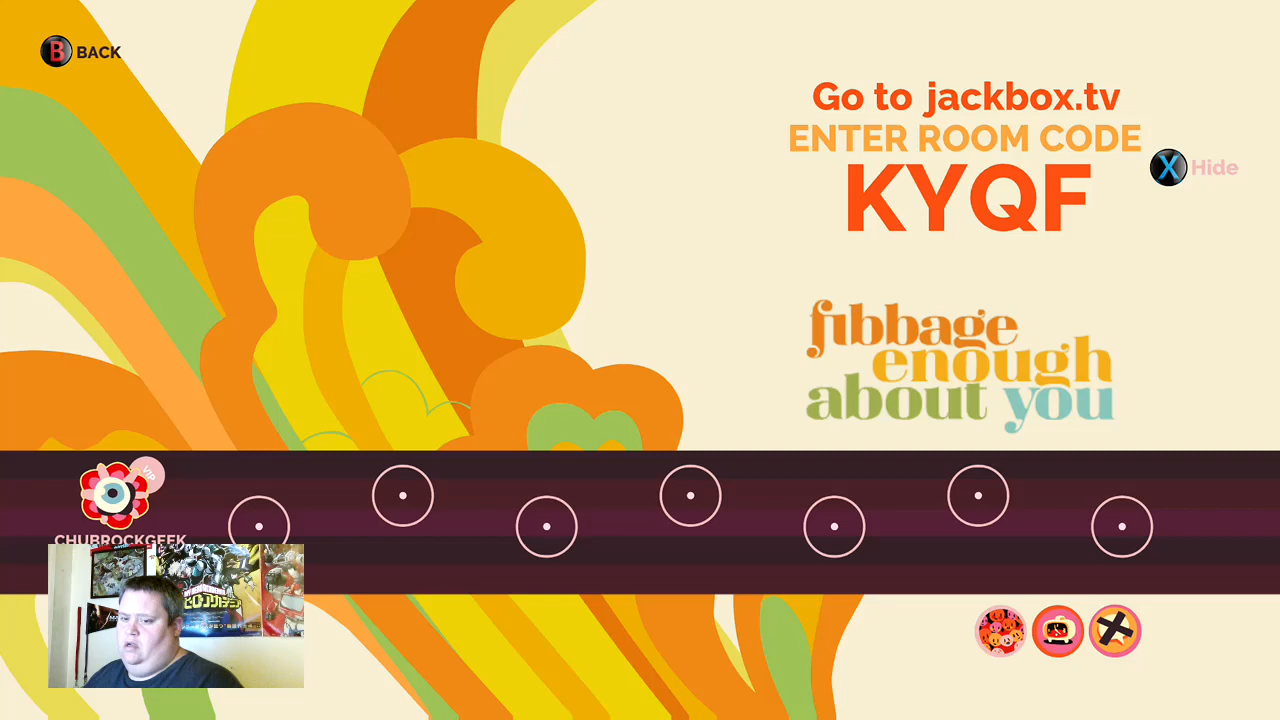 B BACK
Go to jackbox.tv
ENTER ROOM CODE
KYQF
X Hide
fibbage
enough
about you
VIP
CHUBROCKGEEK